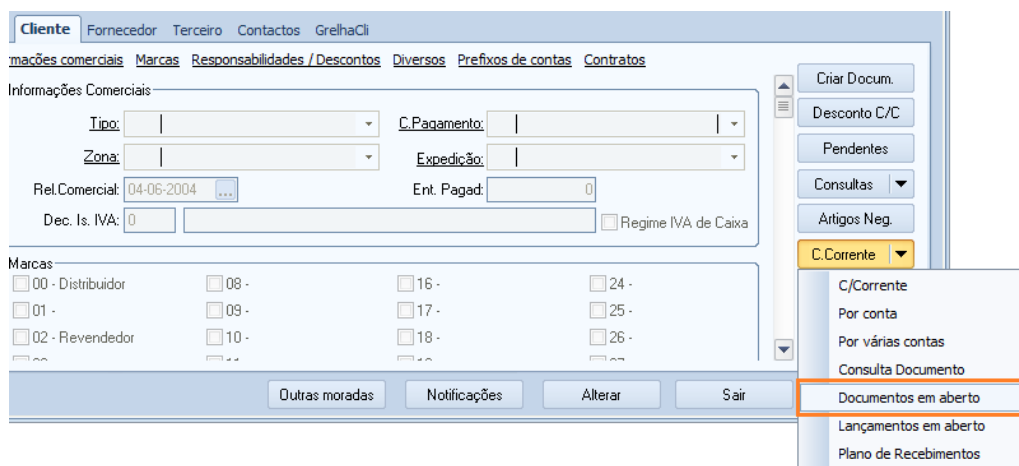 Cliente Fornecedor Terceiro Contactos GrelhaCli
rmações comerciais Marcas Responsabilidades / Descontos Diversos Prefixos de contas Contratos
Informações Comerciais
Tipo: C.Pagamento:
Zona: Expedição:
Rel.Comercial: 04-06-2004 ... Ent. Pagad: 0
Dec. Is. IVA: 0 Regime IVA de Caixa
Marcas
00 - Distribuidor 08 - 16 - 24 -
01 - 09 - 17 - 25 -
02 - Revendedor 10 - 18 - 26 -
Outras moradas Notificações Alterar Sair
Criar Docum.
Desconto C/C
Pendentes
Consultas
Artigos Neg.
C.Corrente
C/Corrente
Por conta
Por várias contas
Consulta Documento
Documentos em aberto
Lançamentos em aberto
Plano de Recebimentos